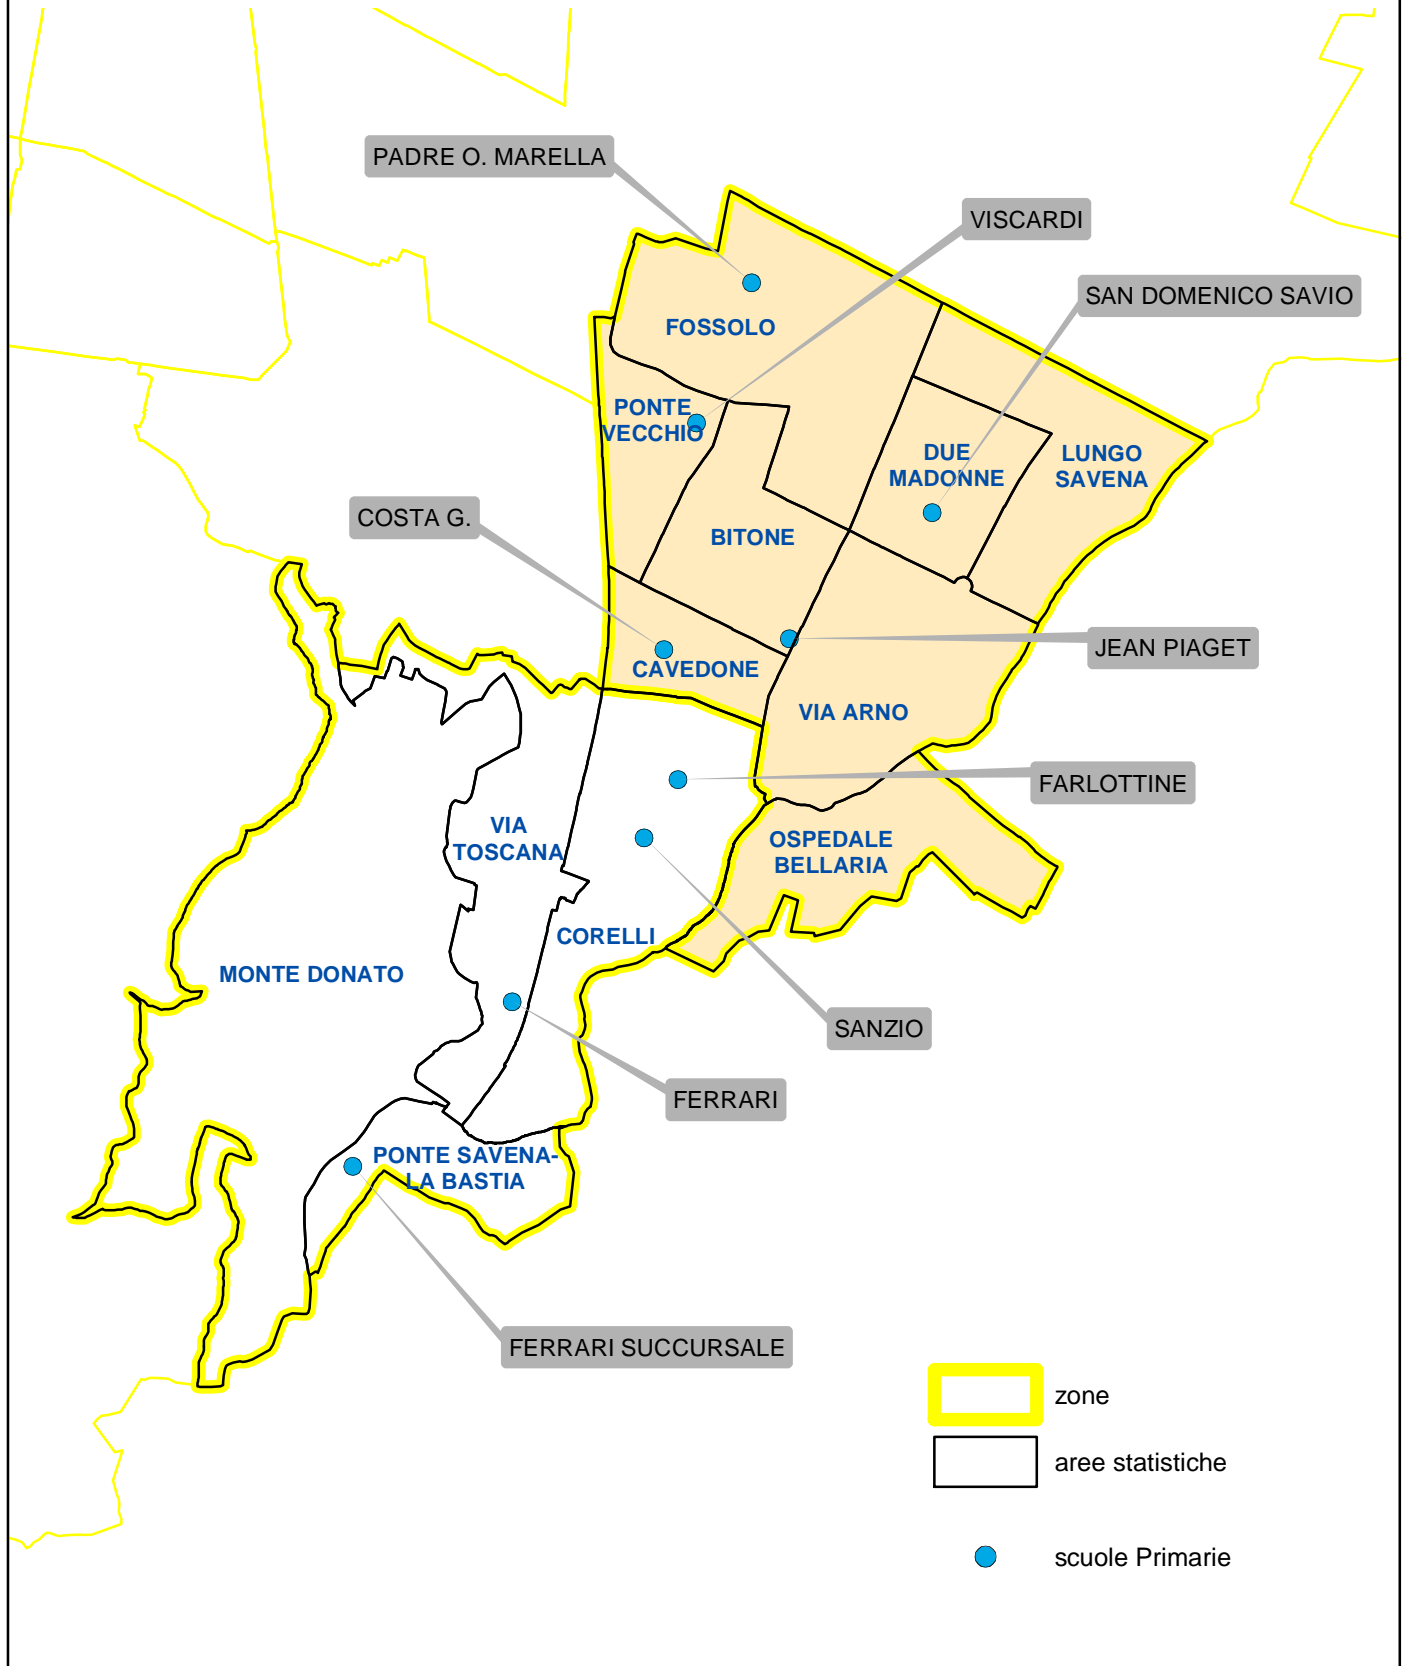 PADRE O. MARELLA
VISCARDI
SAN DOMENICO SAVIO
FOSSOLO
PONTE
VECCHIO
DUE
MADONNE
LUNGO
SAVENA
COSTA G.
BITONE
JEAN PIAGET
CAVEDONE
VIA ARNO
FARLOTTINE
VIA
TOSCANA
OSPEDALE
BELLARIA
CORELLI
MONTE DONATO
SANZIO
FERRARI
PONTE SAVENA-
LA BASTIA
FERRARI SUCCURSALE
zone
aree statistiche
scuole Primarie